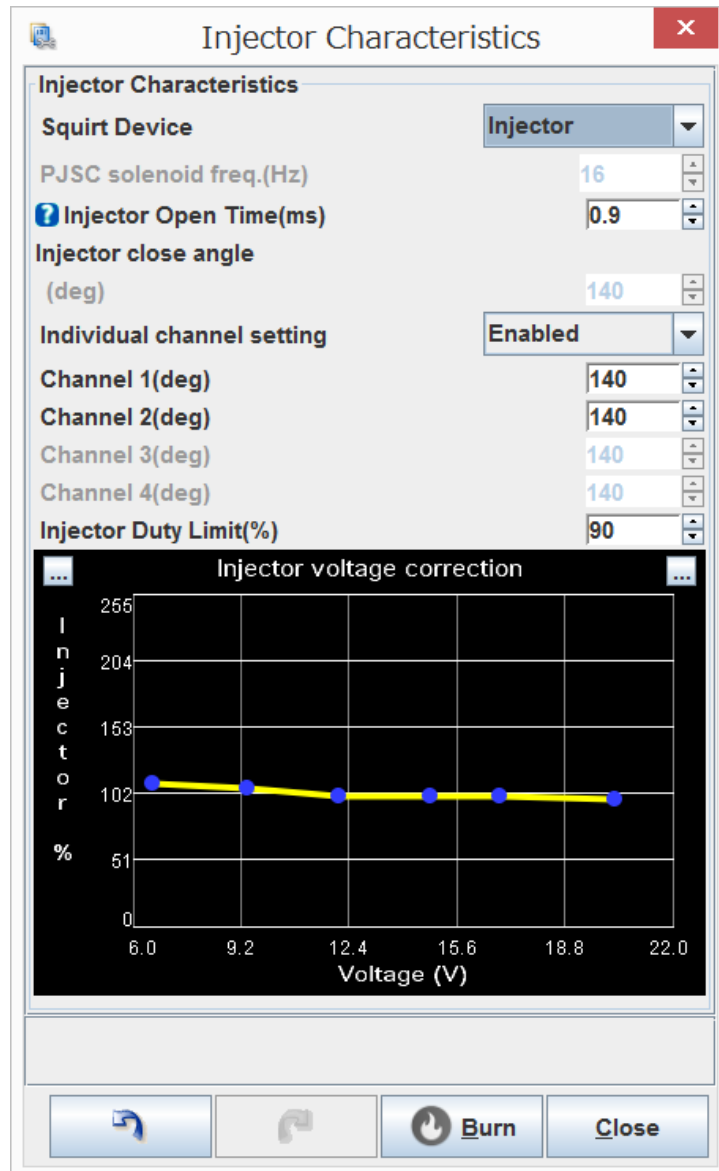 Injector Characteristics
Injector Characteristics
Squirt Device Injector
PJSC solenoid freq.(Hz) 16
? Injector Open Time(ms) 0.9
Injector close angle
(deg) 140
Individual channel setting Enabled
Channel 1(deg) 140
Channel 2(deg) 140
Channel 3(deg) 140
Channel 4(deg) 140
Injector Duty Limit(%) 90
... Injector voltage correction ...
Injector %
255
204
153
102
51
0
6.0 9.2 12.4 15.6 18.8 22.0
Voltage (V)
Burn Close